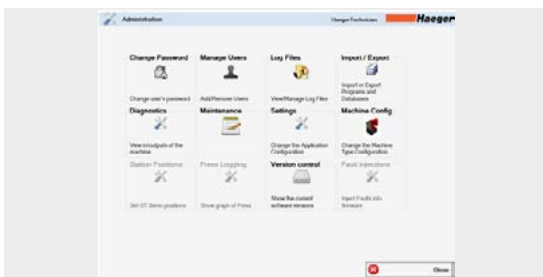 Administration
Haeger Technician
Haeger
Change Password
Manage Users
Log Files
Import / Export
Change user's password
Add/Remove Users
View/Manage Log Files
Import or Export
Programs and
Databases
Diagnostics
Maintenance
Settings
Machine Config
View in/outputs of the
machine
Change the Application
Configuration
Change the Machine
Type Configuration
Station Positions
Press Logging
Version control
Fault Injections
Set OT Servo positions
Show graph of Press
Show the current
software versions
Inject Faults into
firmware
Close